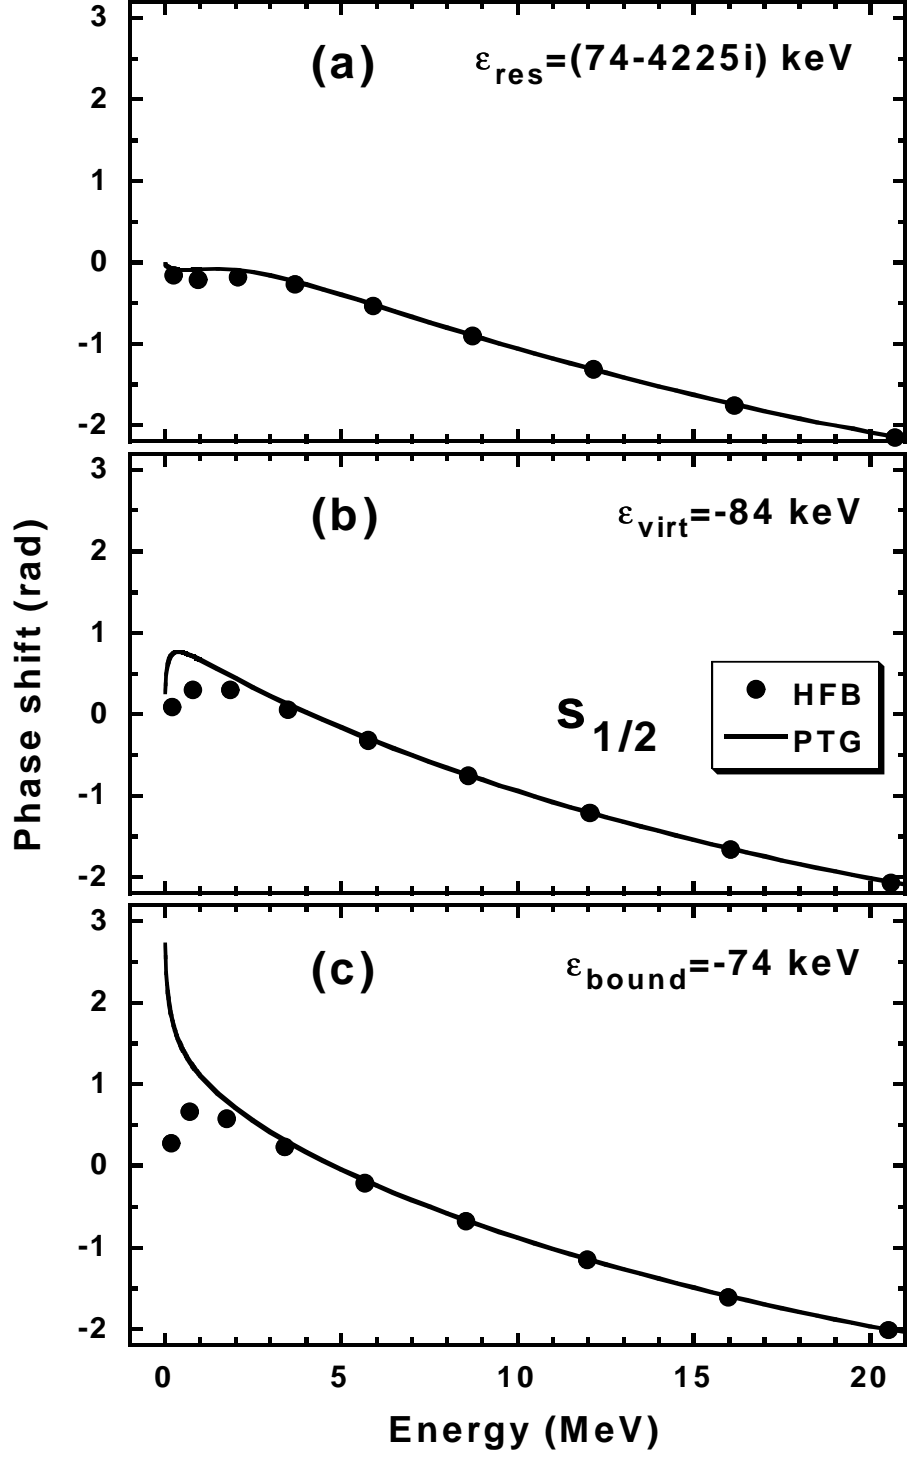 (a) εres=(74-4225i) keV
3
2
1
0
-1
-2
(b) εvirt=-84 keV
3
2
1
0
-1
-2
s1/2
HFB
PTG
(c) εbound=-74 keV
3
2
1
0
-1
-2
0 5 10 15 20
Energy (MeV)
Phase shift (rad)